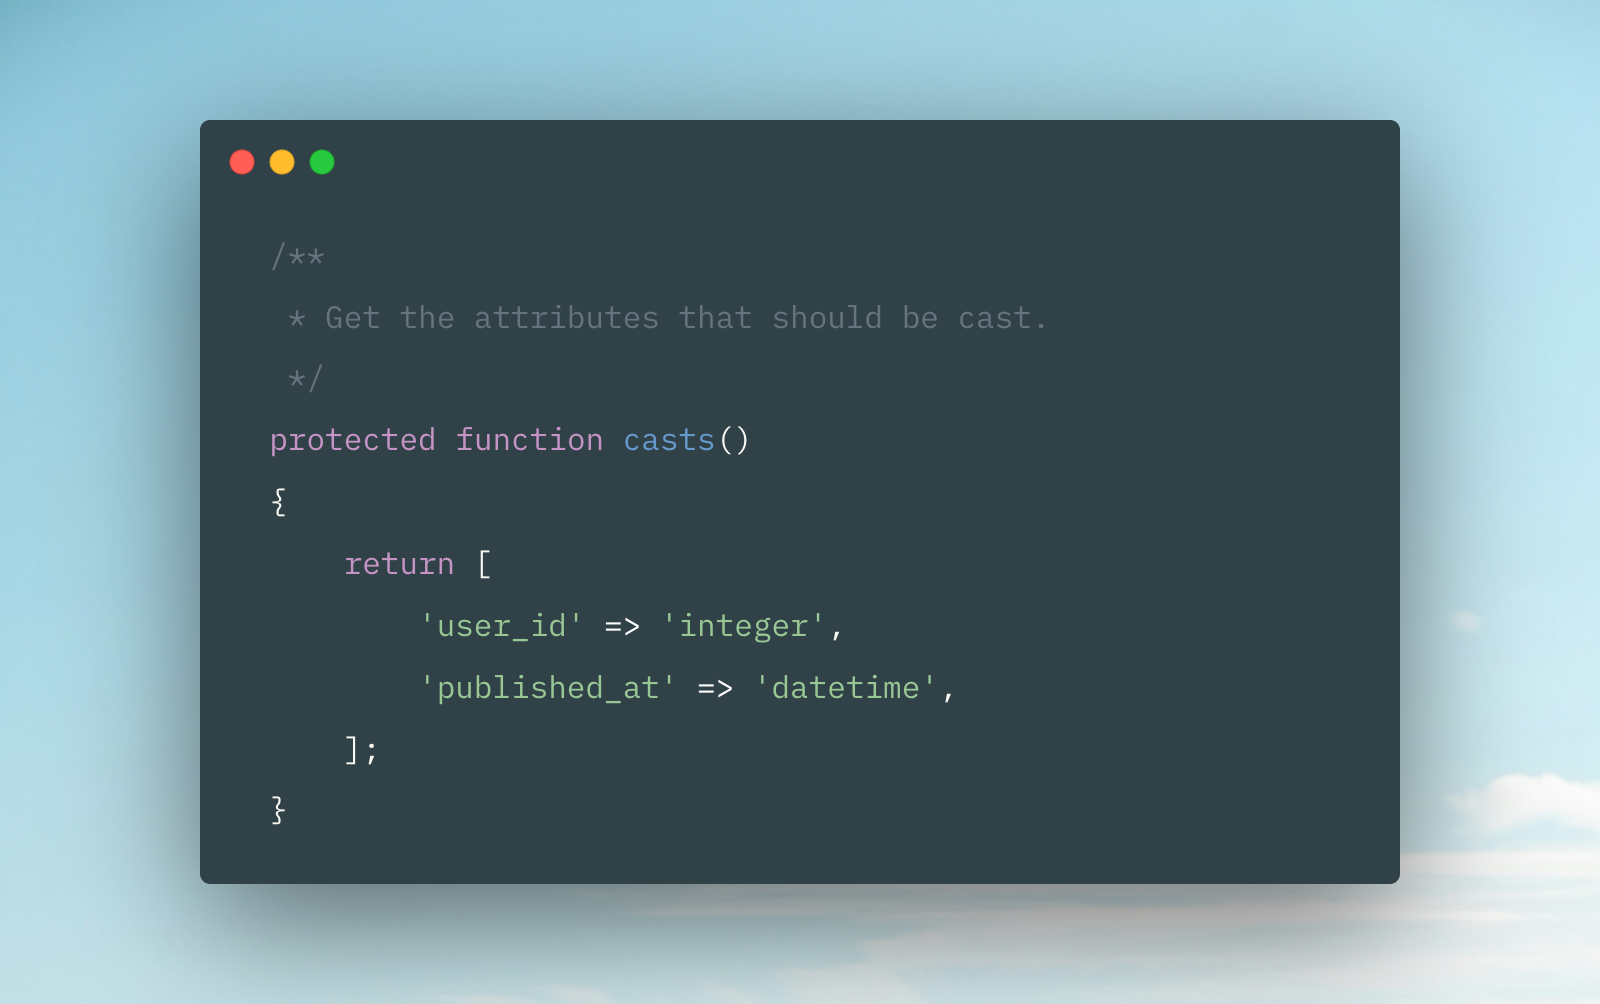 /**
 * Get the attributes that should be cast.
 */
protected function casts()
{
    return [
        'user_id' => 'integer',
        'published_at' => 'datetime',
    ];
}